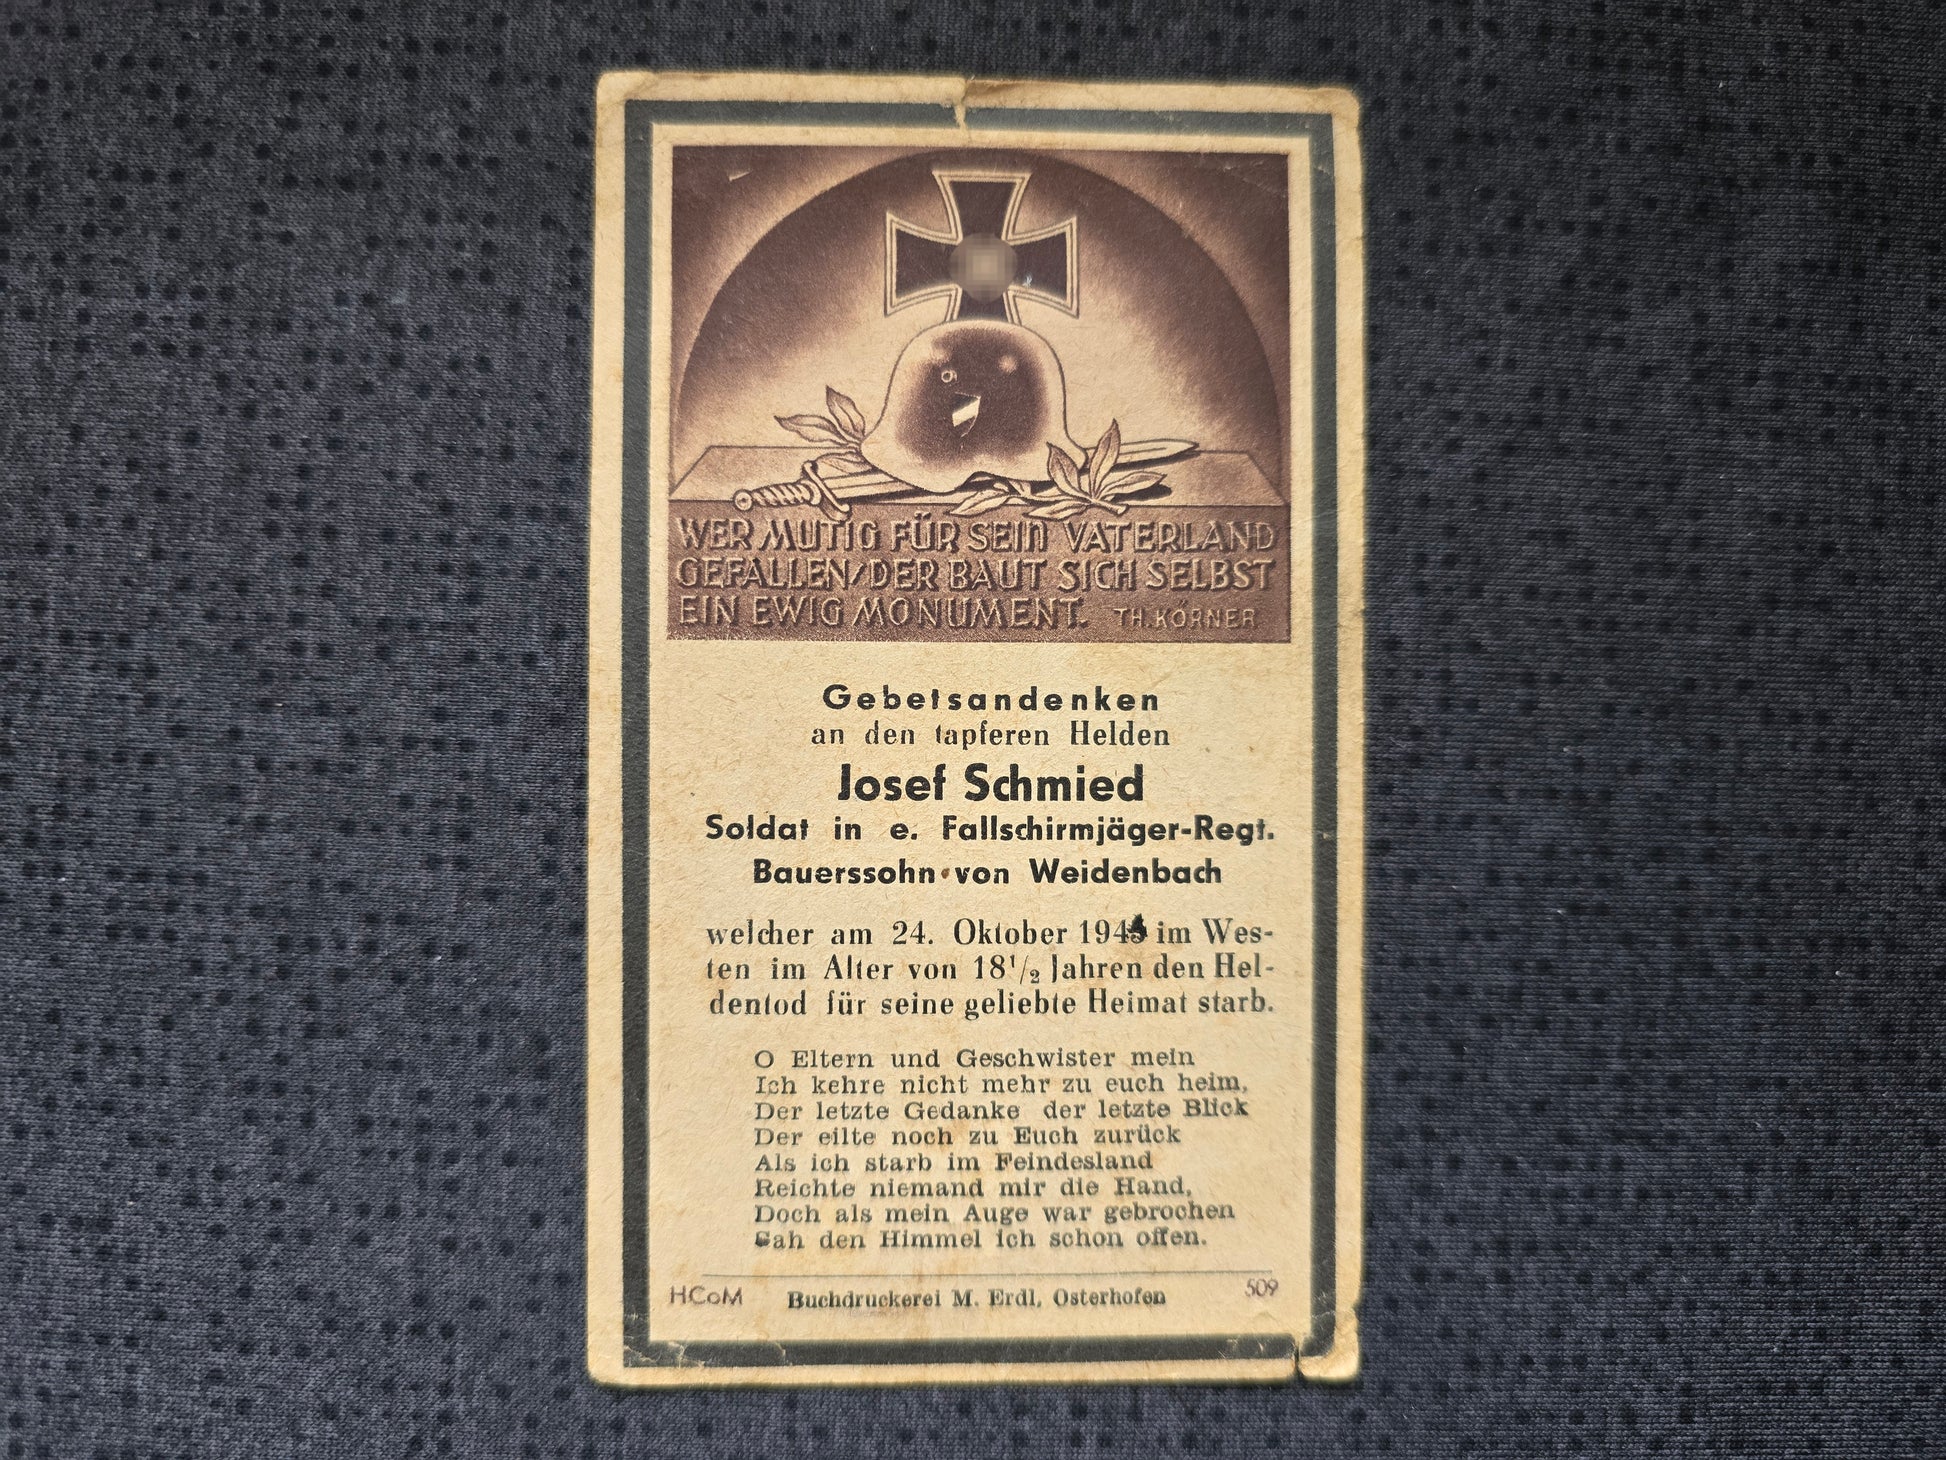 WER MUTIG FÜR SEIN VATERLAND
GEFALLEN/DER BAUT SICH SELBST
EIN EWIG MONUMENT. TH. KÖRNER
Gebetsandenken
an den tapferen Helden
Josef Schmied
Soldat in e. Fallschirmjäger-Regt.
Bauerssohn von Weidenbach
welcher am 24. Oktober 1944 im Wes-
ten im Alter von 18 1/2 Jahren den Hel-
dentod für seine geliebte Heimat starb.
O Eltern und Geschwister mein
Ich kehre nicht mehr zu euch heim,
Der letzte Gedanke der letzte Blick
Der eilte noch zu Euch zurück
Als ich starb im Feindesland
Reichte niemand mir die Hand,
Doch als mein Auge war gebrochen
Sah den Himmel ich schon offen.
HCoM Buchdruckerei M. Erdl, Osterhofen 509